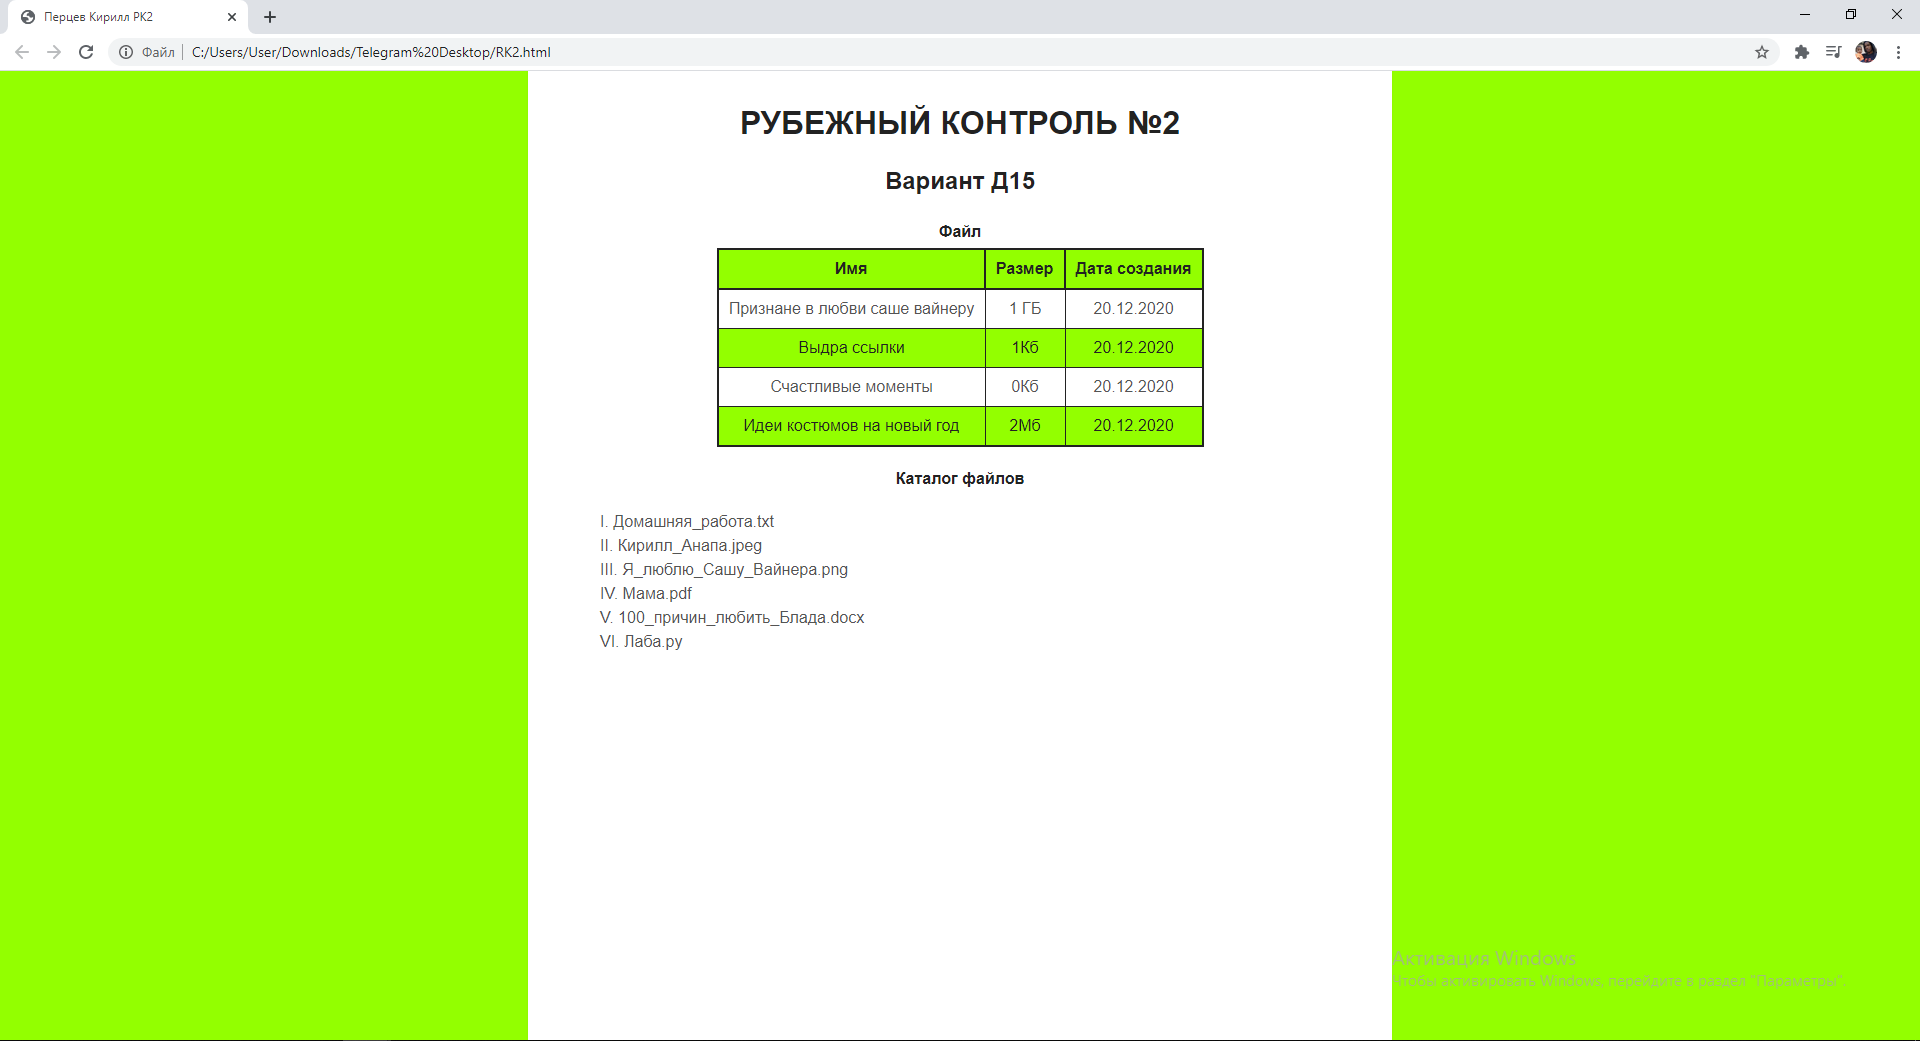 Перцев Кирилл РК2
Файл C:/Users/User/Downloads/Telegram%20Desktop/RK2.html
РУБЕЖНЫЙ КОНТРОЛЬ №2
Вариант Д15
Файл
Имя Размер Дата создания
Признане в любви саше вайнеру 1 ГБ 20.12.2020
Выдра ссылки 1Кб 20.12.2020
Счастливые моменты 0Кб 20.12.2020
Идеи костюмов на новый год 2Мб 20.12.2020
Каталог файлов
I. Домашняя_работа.txt
II. Кирилл_Анапа.jpeg
III. Я_люблю_Сашу_Вайнера.png
IV. Мама.pdf
V. 100_причин_любить_Блада.docx
VI. Лаба.py
Активация Windows
Чтобы активировать Windows, перейдите в раздел "Параметры".